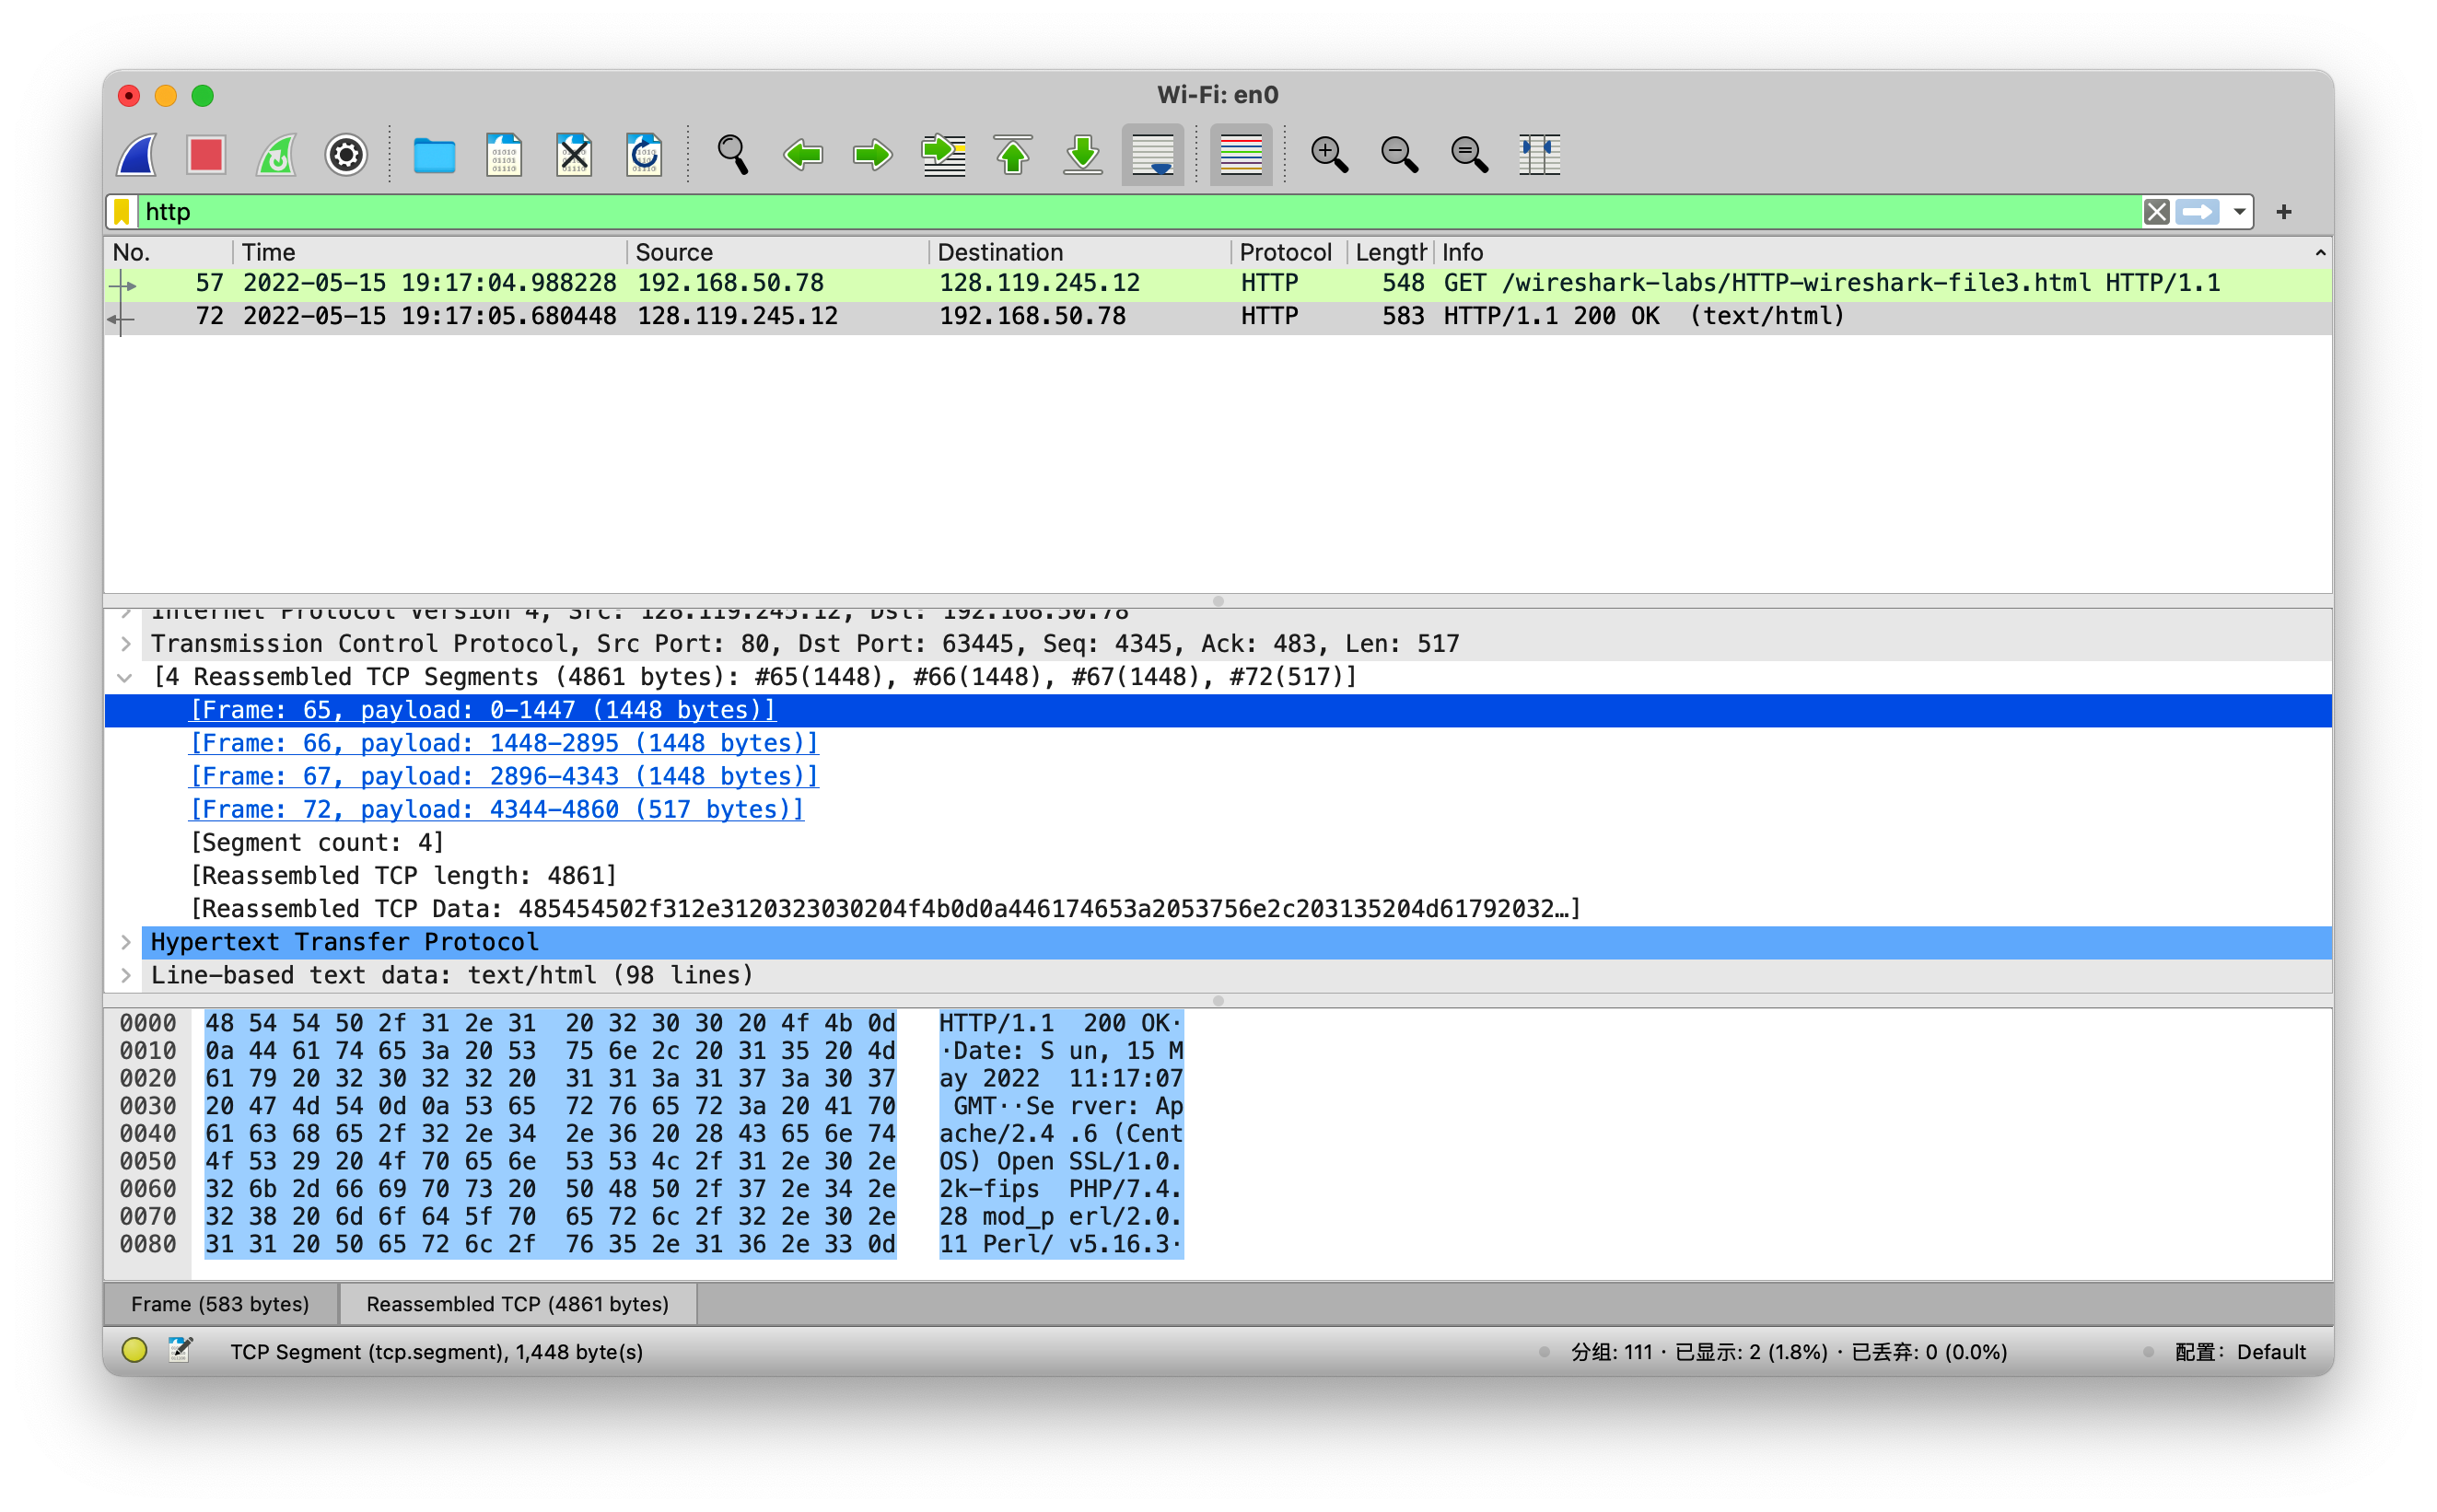 Wi-Fi: en0
http
No. Time Source Destination Protocol Length Info
57 2022-05-15 19:17:04.988228 192.168.50.78 128.119.245.12 HTTP 548 GET /wireshark-labs/HTTP-wireshark-file3.html HTTP/1.1
72 2022-05-15 19:17:05.680448 128.119.245.12 192.168.50.78 HTTP 583 HTTP/1.1 200 OK  (text/html)
Internet Protocol Version 4, Src: 128.119.245.12, Dst: 192.168.50.78
Transmission Control Protocol, Src Port: 80, Dst Port: 63445, Seq: 4345, Ack: 483, Len: 517
[4 Reassembled TCP Segments (4861 bytes): #65(1448), #66(1448), #67(1448), #72(517)]
[Frame: 65, payload: 0-1447 (1448 bytes)]
[Frame: 66, payload: 1448-2895 (1448 bytes)]
[Frame: 67, payload: 2896-4343 (1448 bytes)]
[Frame: 72, payload: 4344-4860 (517 bytes)]
[Segment count: 4]
[Reassembled TCP length: 4861]
[Reassembled TCP Data: 485454502f312e3120323030204f4b0d0a446174653a2053756e2c203135204d61792032…]
Hypertext Transfer Protocol
Line-based text data: text/html (98 lines)
0000 48 54 54 50 2f 31 2e 31 20 32 30 30 20 4f 4b 0d HTTP/1.1 200 OK·
0010 0a 44 61 74 65 3a 20 53 75 6e 2c 20 31 35 20 4d ·Date: S un, 15 M
0020 61 79 20 32 30 32 32 20 31 31 3a 31 37 3a 30 37 ay 2022 11:17:07
0030 20 47 4d 54 0d 0a 53 65 72 76 65 72 3a 20 41 70 GMT··Se rver: Ap
0040 61 63 68 65 2f 32 2e 34 2e 36 20 28 43 65 6e 74 ache/2.4 .6 (Cent
0050 4f 53 29 20 4f 70 65 6e 53 53 4c 2f 31 2e 30 2e OS) Open SSL/1.0.
0060 32 6b 2d 66 69 70 73 20 50 48 50 2f 37 2e 34 2e 2k-fips PHP/7.4.
0070 32 38 20 6d 6f 64 5f 70 65 72 6c 2f 32 2e 30 2e 28 mod_p erl/2.0.
0080 31 31 20 50 65 72 6c 2f 76 35 2e 31 36 2e 33 0d 11 Perl/ v5.16.3·
Frame (583 bytes) Reassembled TCP (4861 bytes)
TCP Segment (tcp.segment), 1,448 byte(s) 分组: 111 · 已显示: 2 (1.8%) · 已丢弃: 0 (0.0%) 配置: Default